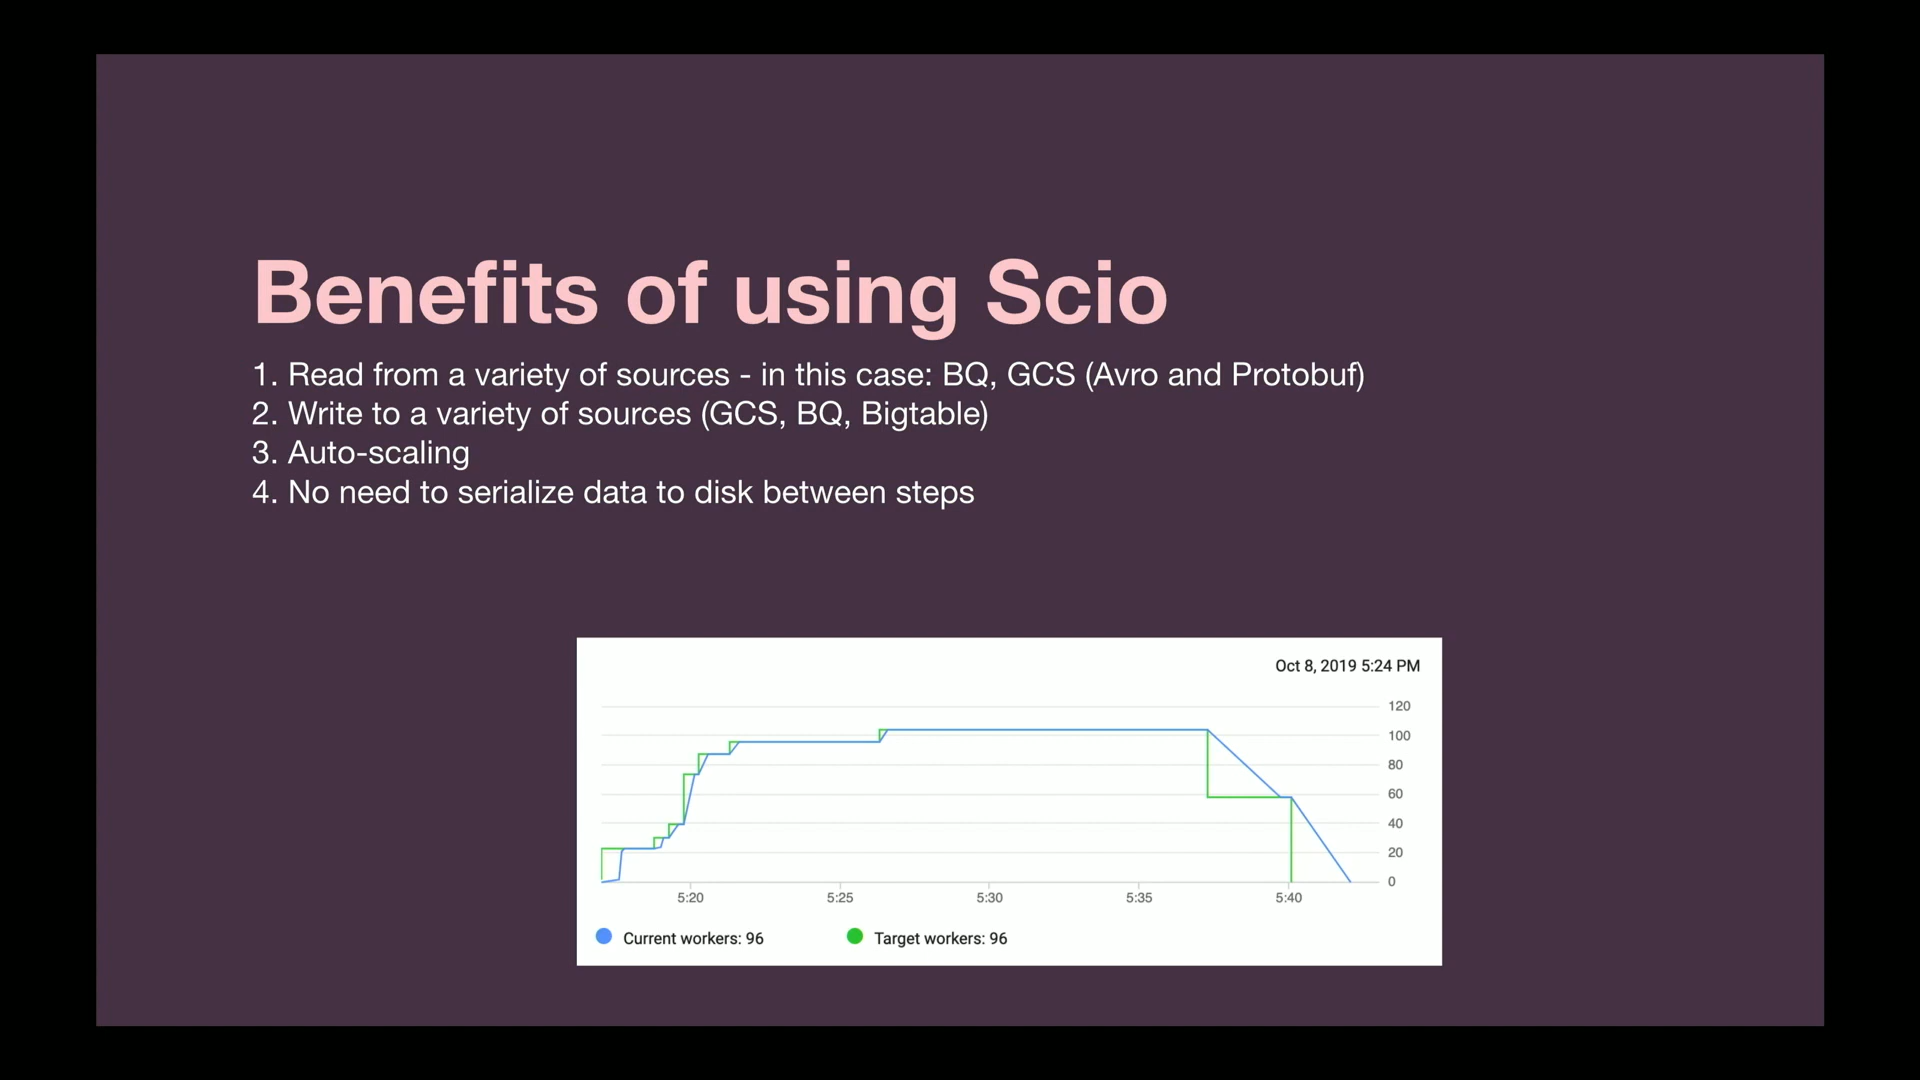 Benefits of using Scio
1. Read from a variety of sources - in this case: BQ, GCS (Avro and Protobuf)
2. Write to a variety of sources (GCS, BQ, Bigtable)
3. Auto-scaling
4. No need to serialize data to disk between steps
Oct 8, 2019 5:24 PM
120
100
80
60
40
20
0
5:20 5:25 5:30 5:35 5:40
Current workers: 96 Target workers: 96